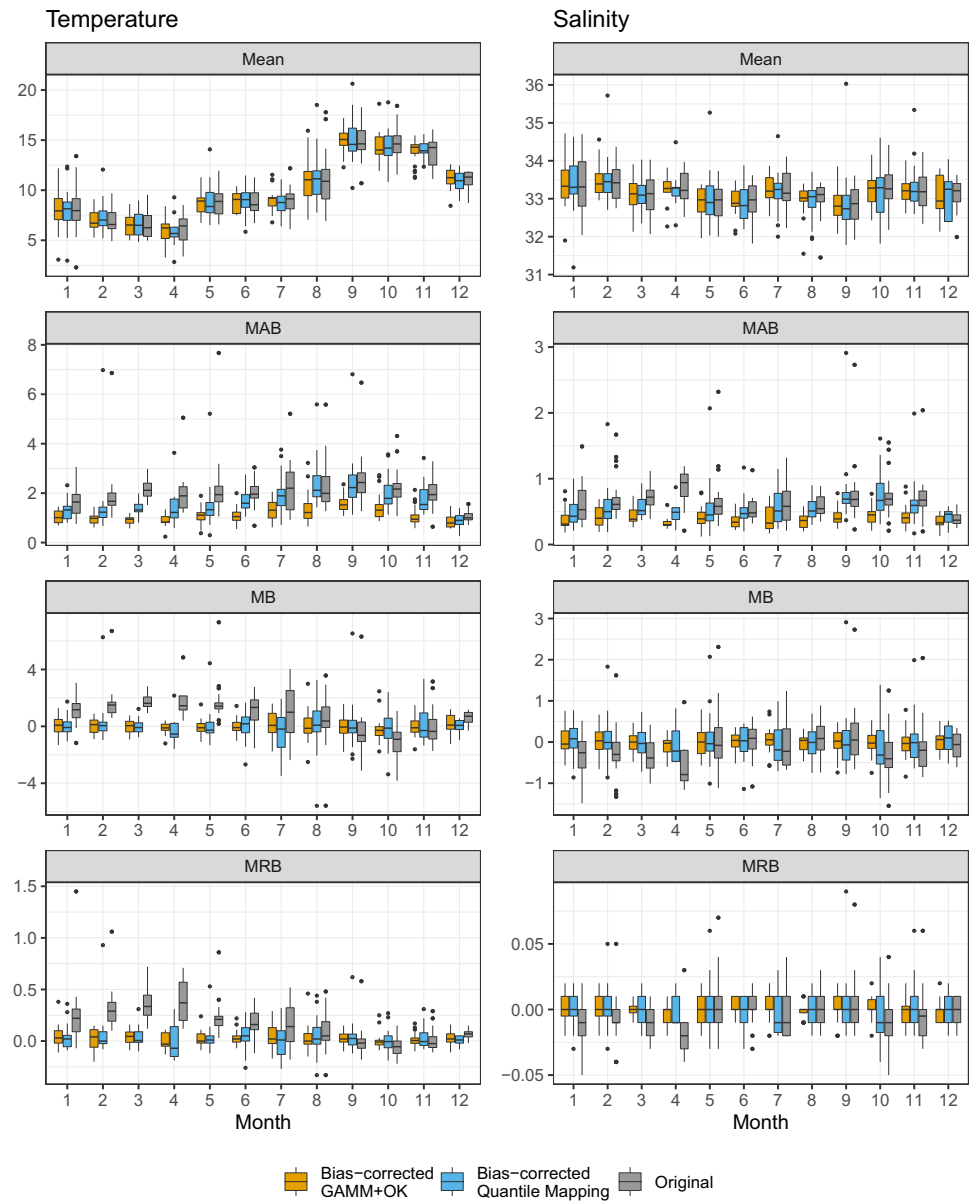 Temperature
Salinity
Mean
20
15
10
5
1 2 3 4 5 6 7 8 9 10 11 12
Mean
36
35
34
33
32
31
1 2 3 4 5 6 7 8 9 10 11 12
MAB
8
6
4
2
0
1 2 3 4 5 6 7 8 9 10 11 12
MAB
3
2
1
0
1 2 3 4 5 6 7 8 9 10 11 12
MB
4
0
−4
1 2 3 4 5 6 7 8 9 10 11 12
MB
3
2
1
0
−1
1 2 3 4 5 6 7 8 9 10 11 12
MRB
1.5
1.0
0.5
0.0
1 2 3 4 5 6 7 8 9 10 11 12
Month
MRB
0.05
0.00
−0.05
1 2 3 4 5 6 7 8 9 10 11 12
Month
Bias−corrected
GAMM+OK
Bias−corrected
Quantile Mapping
Original